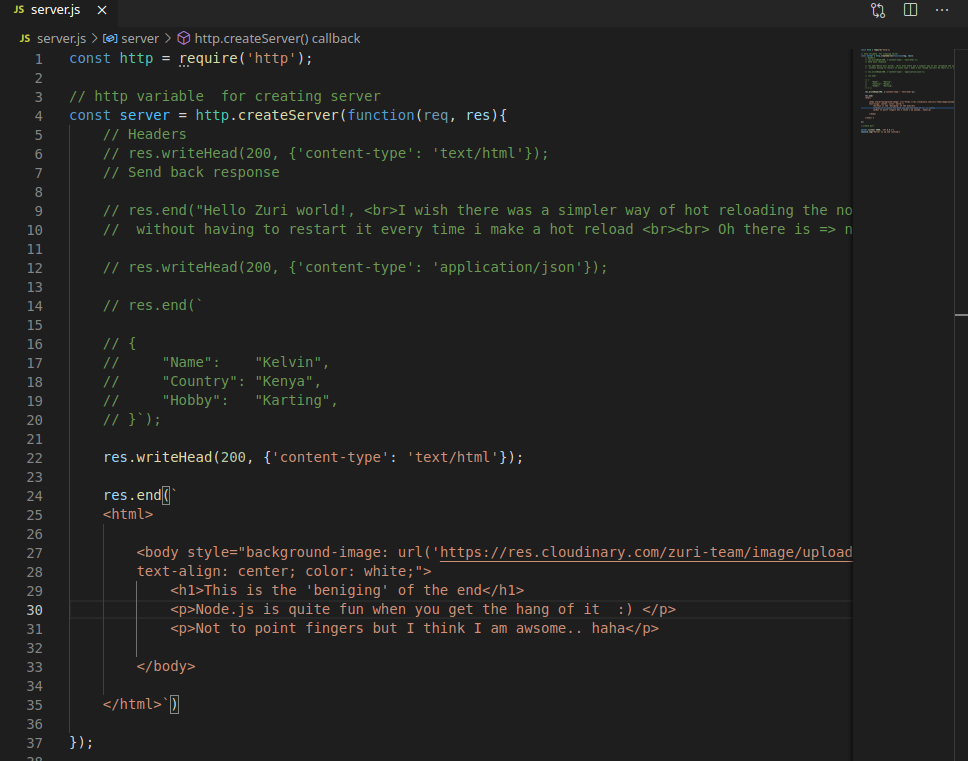 JS server.js ×
JS server.js > server > http.createServer() callback
1 const http = require('http');
2
3 // http variable  for creating server
4 const server = http.createServer(function(req, res){
5     // Headers
6     // res.writeHead(200, {'content-type': 'text/html'});
7     // Send back response
8
9     // res.end("Hello Zuri world!, <br>I wish there was a simpler way of hot reloading the no
10     //  without having to restart it every time i make a hot reload <br><br> Oh there is => n
11
12     // res.writeHead(200, {'content-type': 'application/json'});
13
14     // res.end(`
15
16     // {
17     //     "Name":    "Kelvin",
18     //     "Country": "Kenya",
19     //     "Hobby":   "Karting",
20     // }`);
21
22     res.writeHead(200, {'content-type': 'text/html'});
23
24     res.end(`
25     <html>
26
27         <body style="background-image: url('https://res.cloudinary.com/zuri-team/image/upload
28         text-align: center; color: white;">
29             <h1>This is the 'beniging' of the end</h1>
30             <p>Node.js is quite fun when you get the hang of it  :) </p>
31             <p>Not to point fingers but I think I am awsome.. haha</p>
32
33         </body>
34
35     </html>`)
36
37 });
38